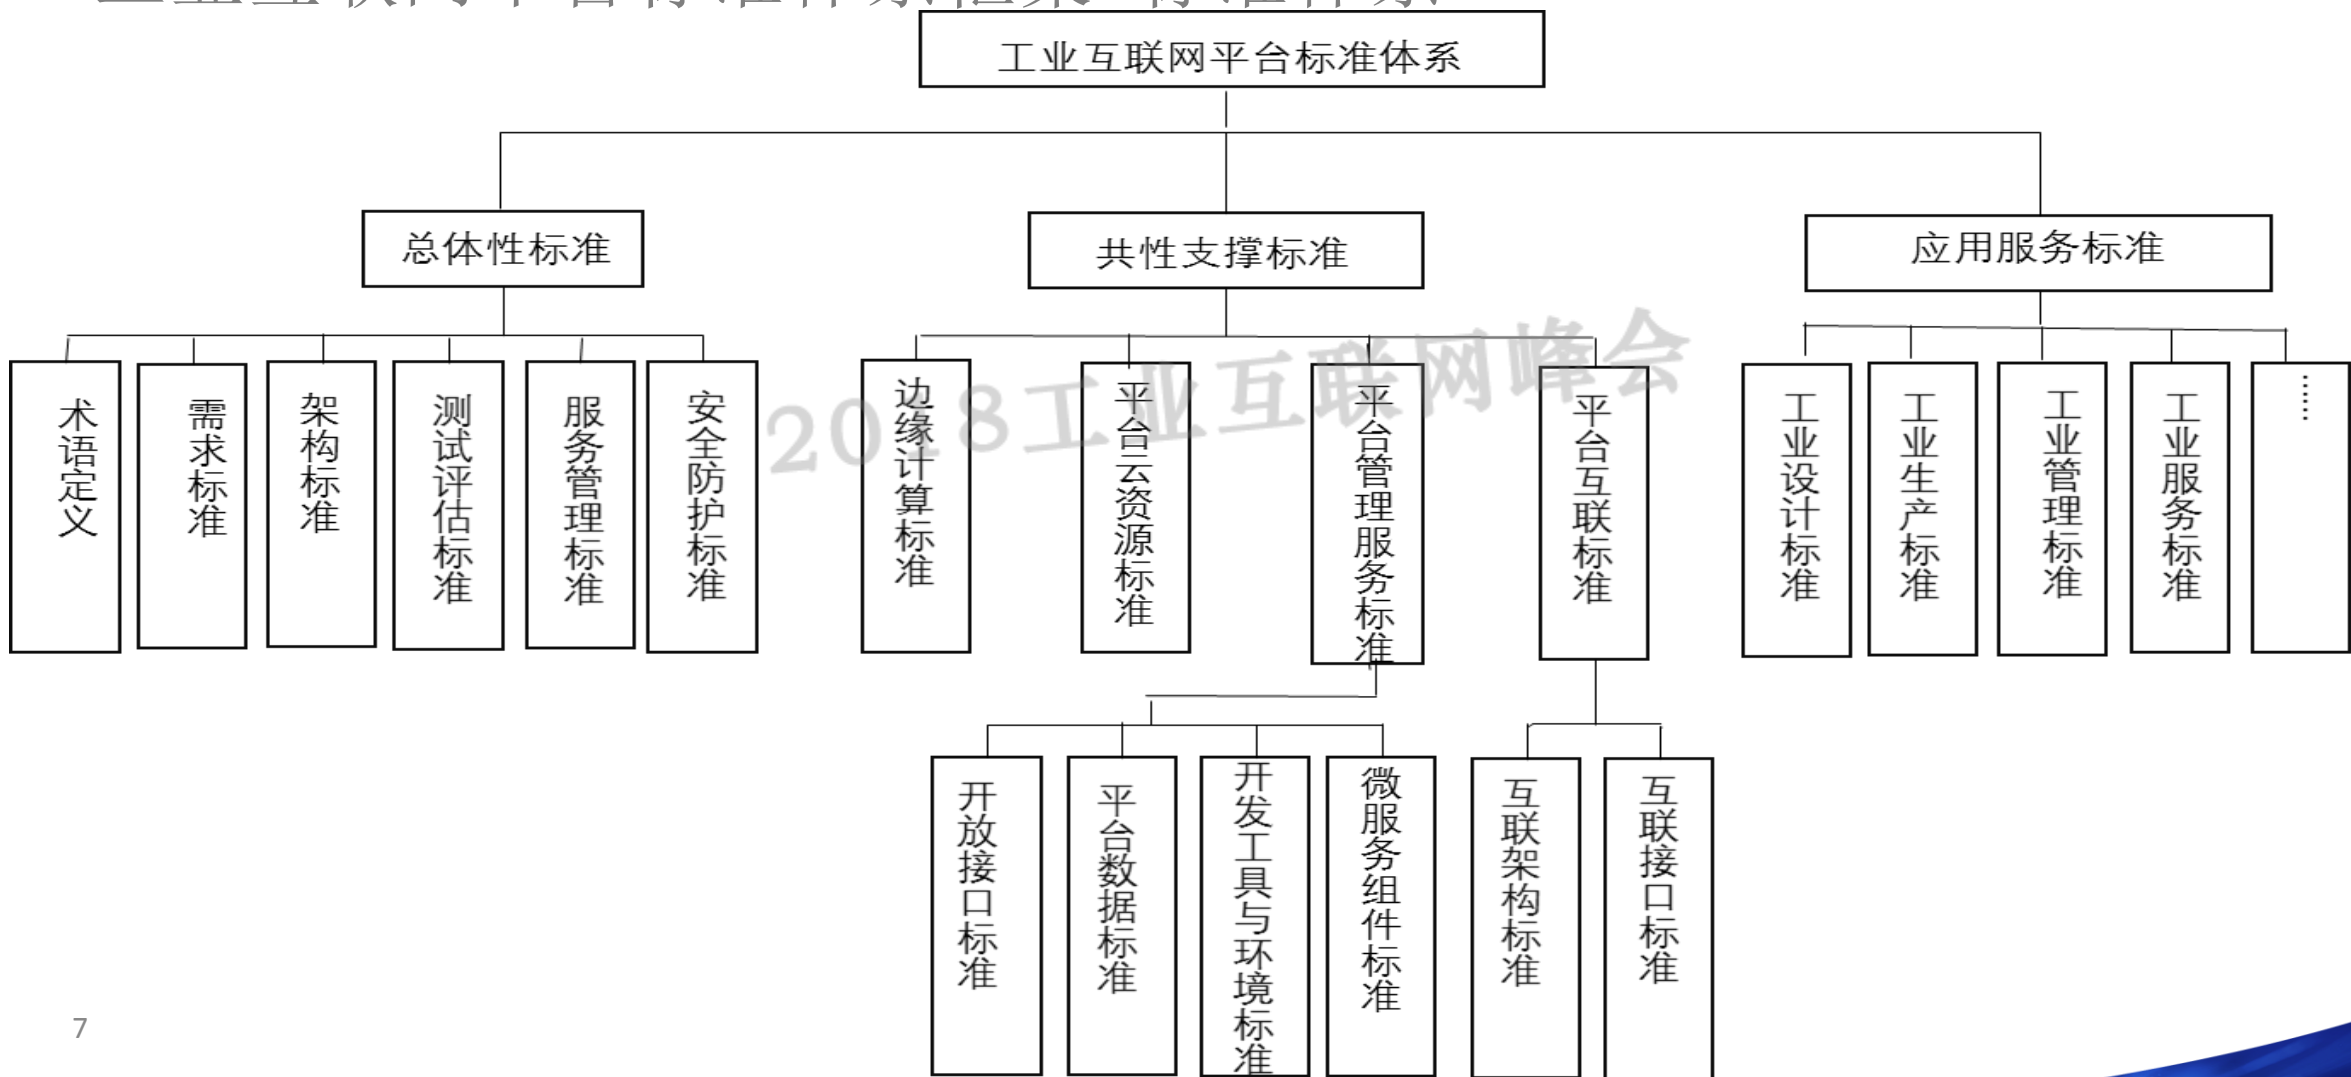 工业互联网平台标准体系
总体性标准
共性支撑标准
应用服务标准
术语定义
需求标准
架构标准
测试评估标准
服务管理标准
安全防护标准
边缘计算标准
平台云资源标准
平台管理服务标准
平台互联标准
工业设计标准
工业生产标准
工业管理标准
工业服务标准
......
2018工业互联网峰会
开放接口标准
平台数据标准
开发工具与环境标准
微服务组件标准
互联架构标准
互联接口标准
7